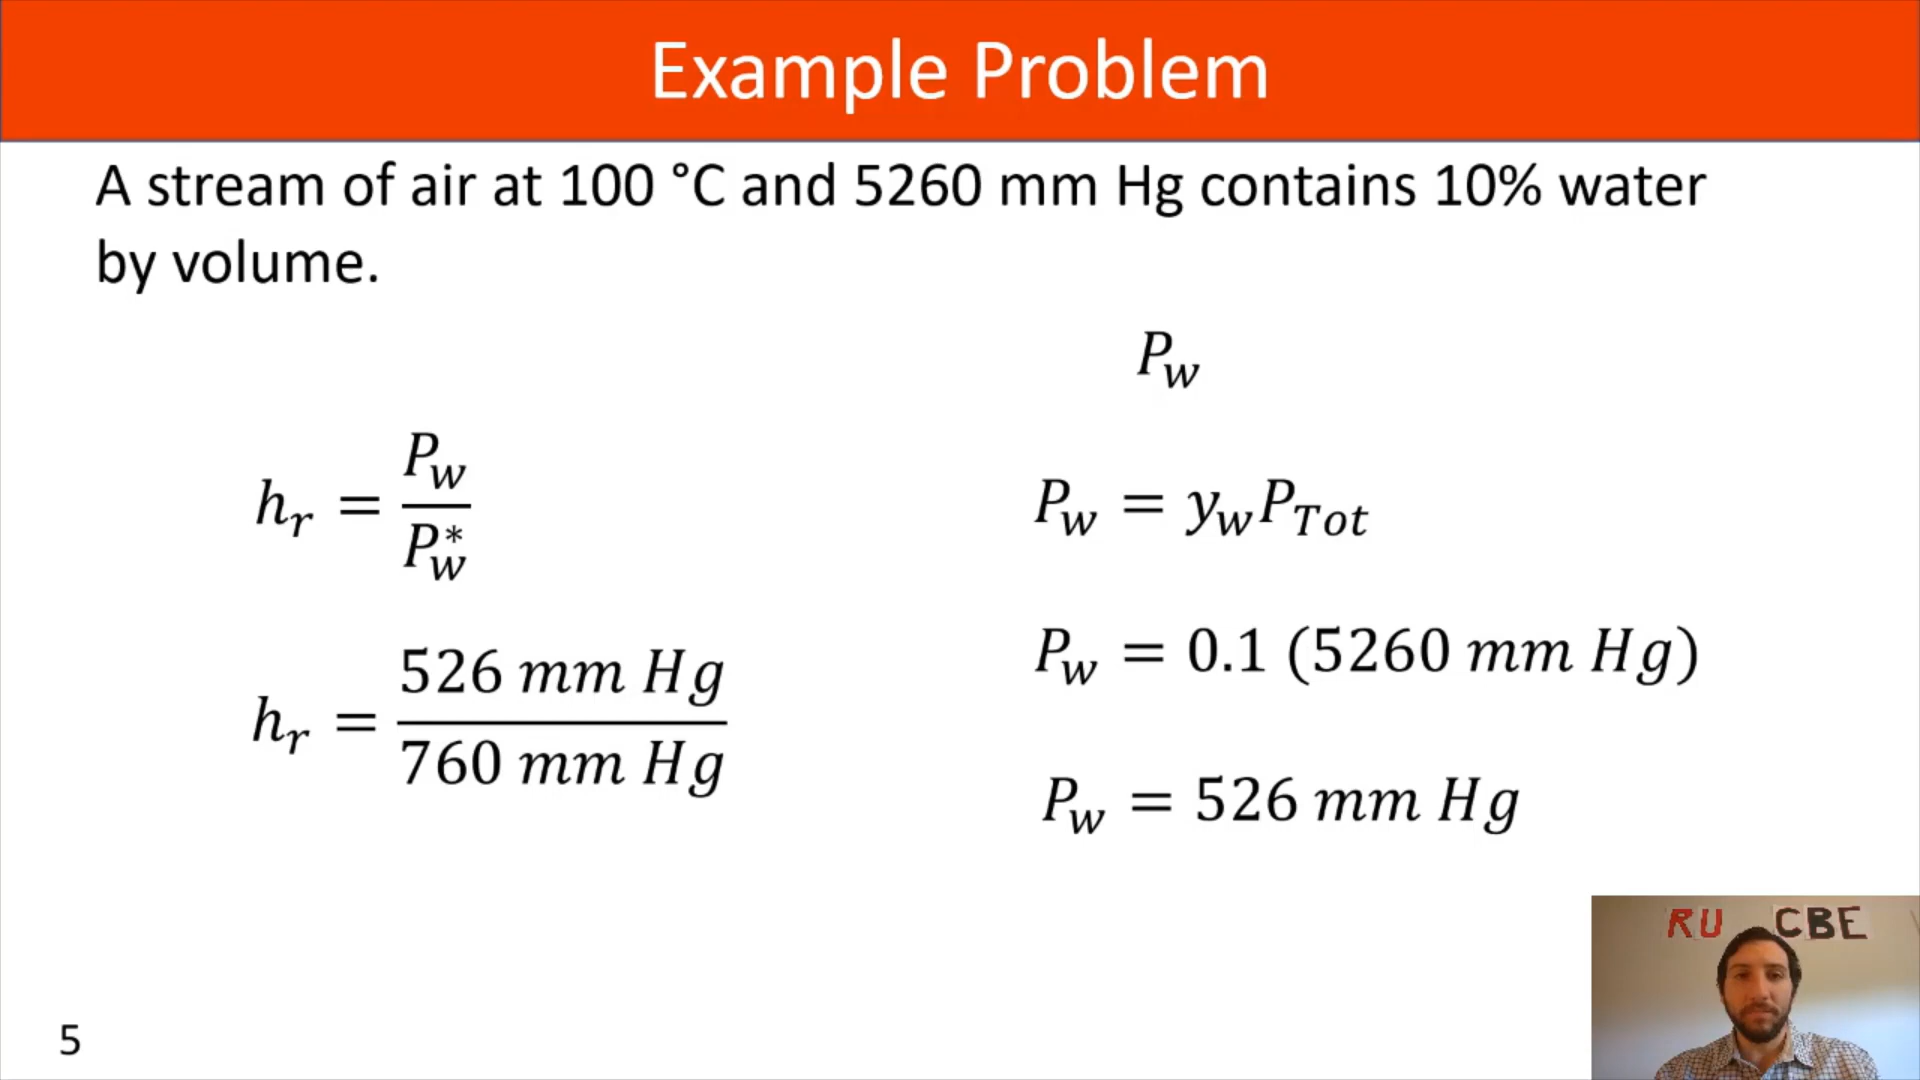 Example Problem
A stream of air at 100 °C and 5260 mm Hg contains 10% water
by volume.
h_r = P_w / P_w^*
h_r = 526 mm Hg / 760 mm Hg
P_w
P_w = y_w P_Tot
P_w = 0.1 (5260 mm Hg)
P_w = 526 mm Hg
RU CBE
5